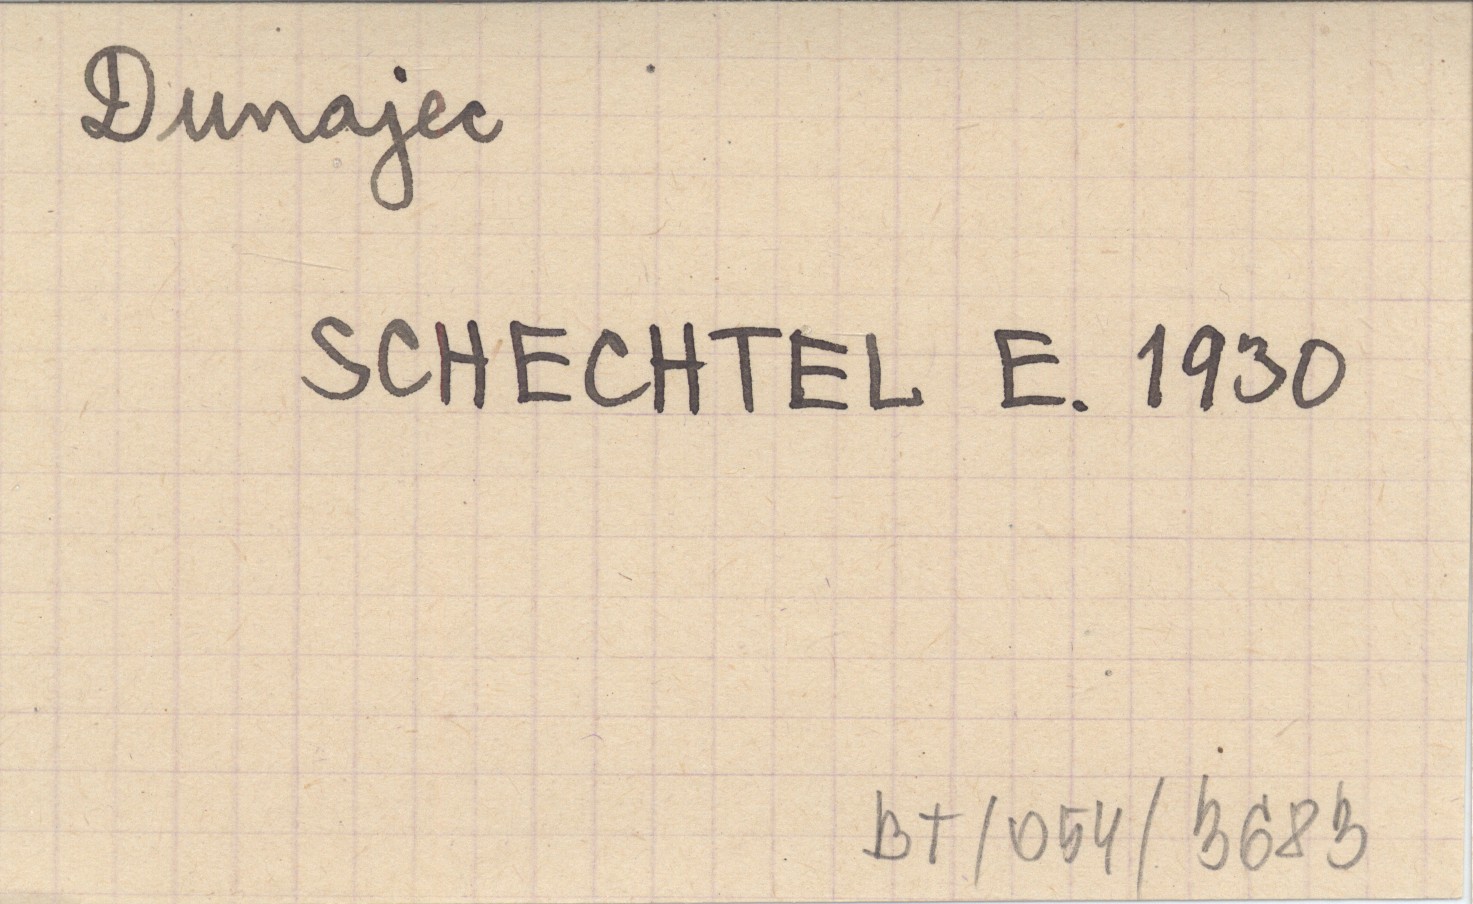 Dunajec
SCHECHTEL E. 1930
BT/054/3683